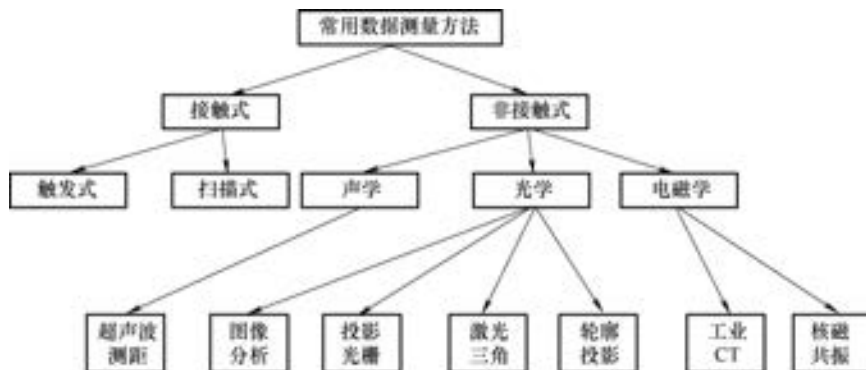 常用数据测量方法
接触式
非接触式
触发式
扫描式
声学
光学
电磁学
超声波
测距
图像
分析
投影
光栅
激光
三角
轮廓
投影
工业
CT
核磁
共振